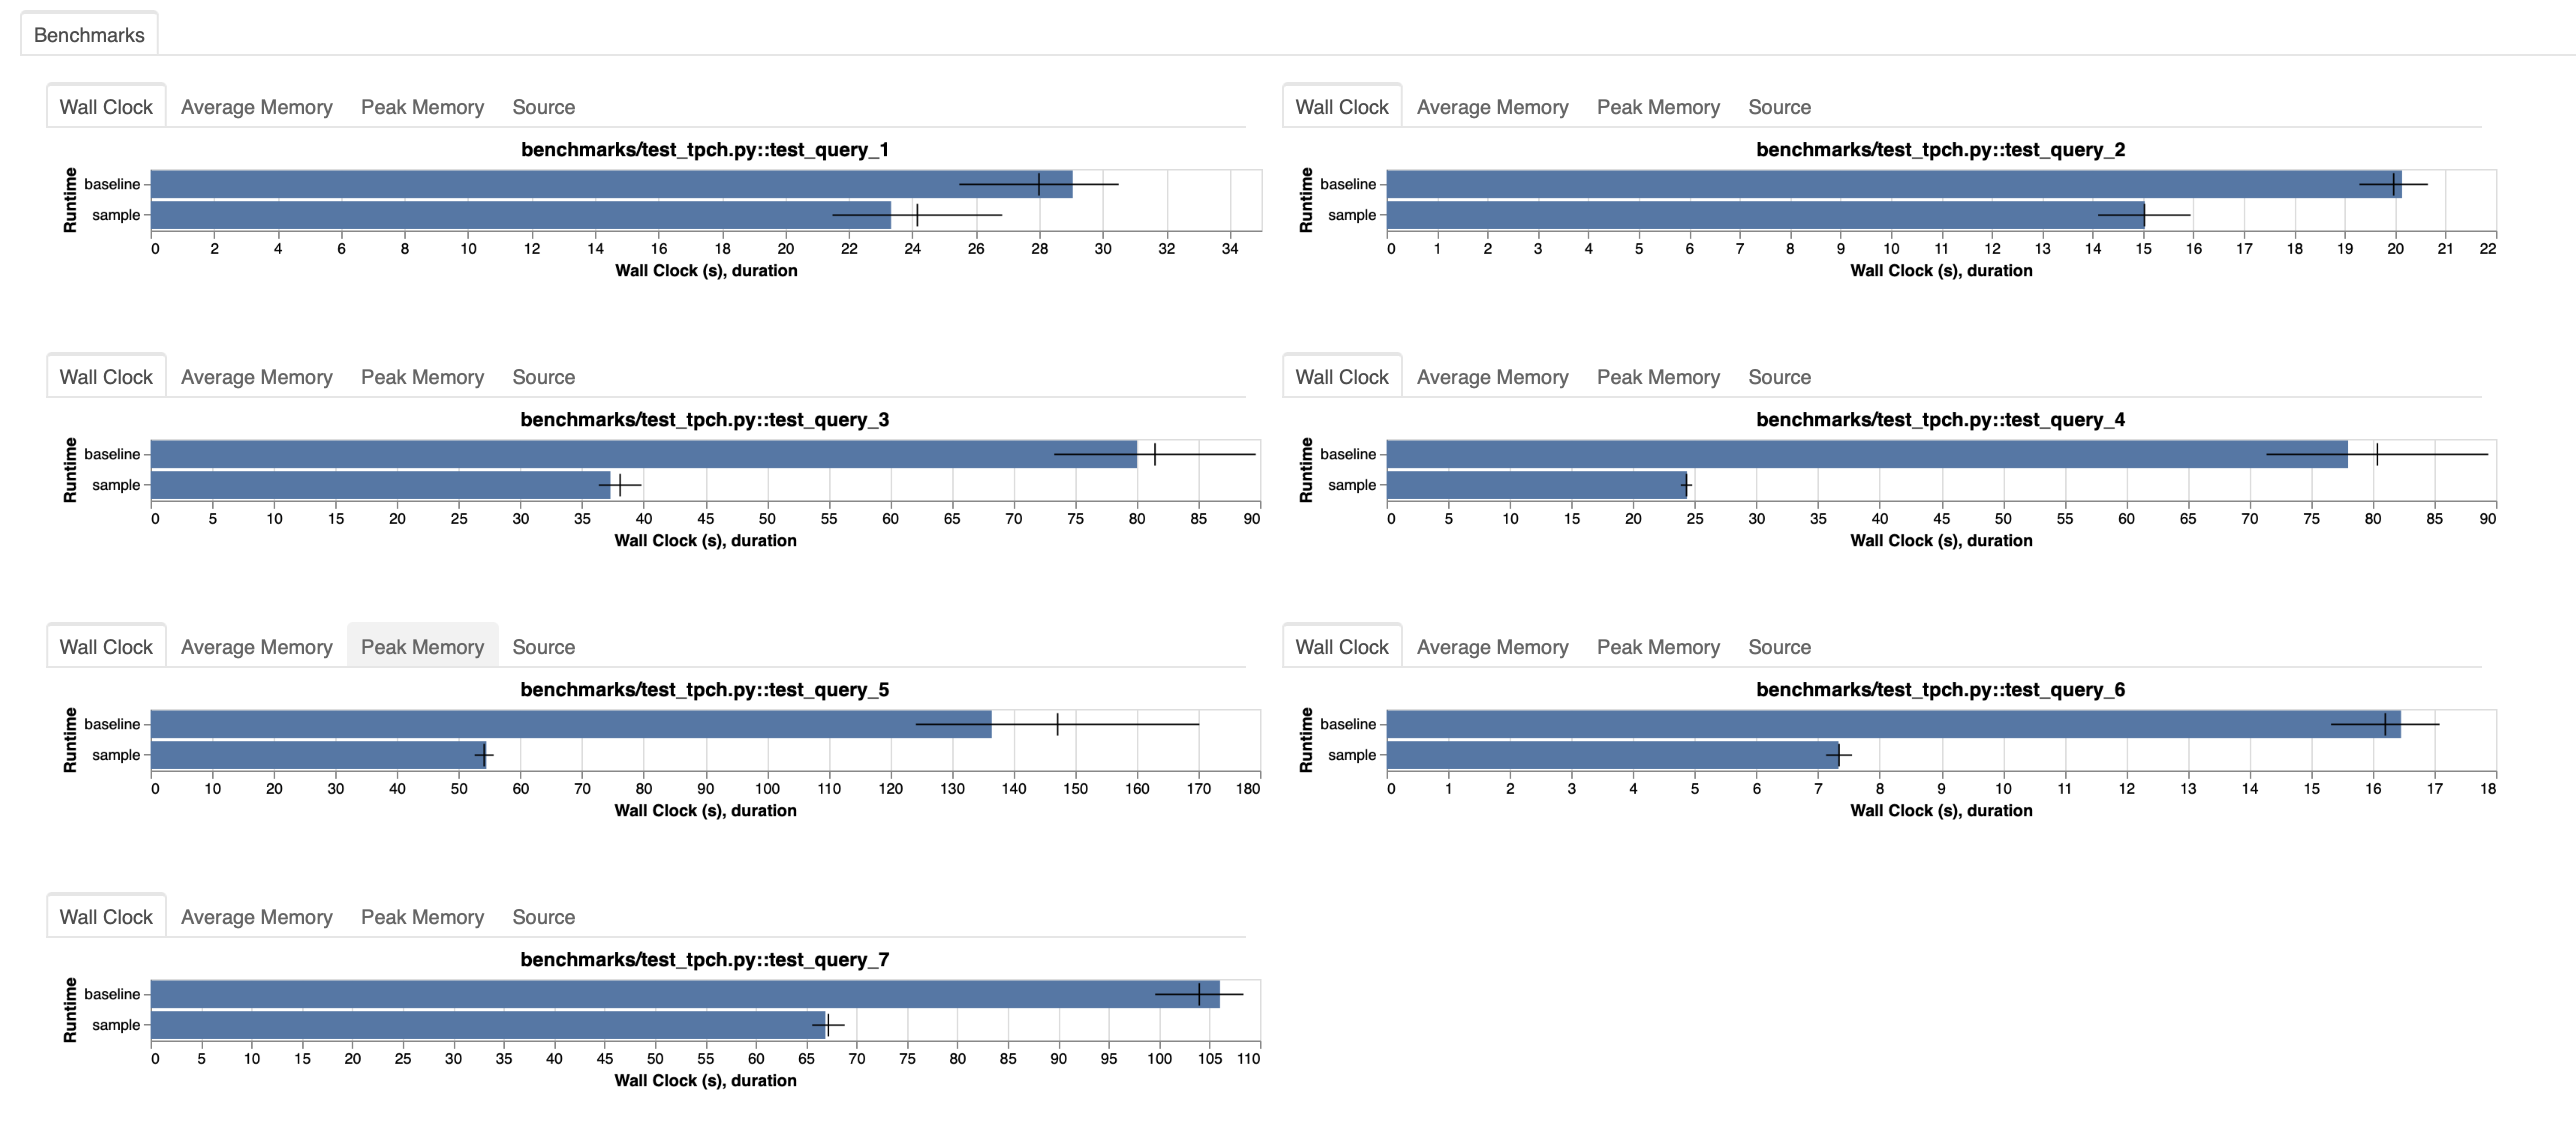 Benchmarks
Wall Clock Average Memory Peak Memory Source
benchmarks/test_tpch.py::test_query_1
Runtime
baseline
sample
0 2 4 6 8 10 12 14 16 18 20 22 24 26 28 30 32 34
Wall Clock (s), duration
Wall Clock Average Memory Peak Memory Source
benchmarks/test_tpch.py::test_query_2
Runtime
baseline
sample
0 1 2 3 4 5 6 7 8 9 10 11 12 13 14 15 16 17 18 19 20 21 22
Wall Clock (s), duration
Wall Clock Average Memory Peak Memory Source
benchmarks/test_tpch.py::test_query_3
Runtime
baseline
sample
0 5 10 15 20 25 30 35 40 45 50 55 60 65 70 75 80 85 90
Wall Clock (s), duration
Wall Clock Average Memory Peak Memory Source
benchmarks/test_tpch.py::test_query_4
Runtime
baseline
sample
0 5 10 15 20 25 30 35 40 45 50 55 60 65 70 75 80 85 90
Wall Clock (s), duration
Wall Clock Average Memory Peak Memory Source
benchmarks/test_tpch.py::test_query_5
Runtime
baseline
sample
0 10 20 30 40 50 60 70 80 90 100 110 120 130 140 150 160 170 180
Wall Clock (s), duration
Wall Clock Average Memory Peak Memory Source
benchmarks/test_tpch.py::test_query_6
Runtime
baseline
sample
0 1 2 3 4 5 6 7 8 9 10 11 12 13 14 15 16 17 18
Wall Clock (s), duration
Wall Clock Average Memory Peak Memory Source
benchmarks/test_tpch.py::test_query_7
Runtime
baseline
sample
0 5 10 15 20 25 30 35 40 45 50 55 60 65 70 75 80 85 90 95 100 105 110
Wall Clock (s), duration